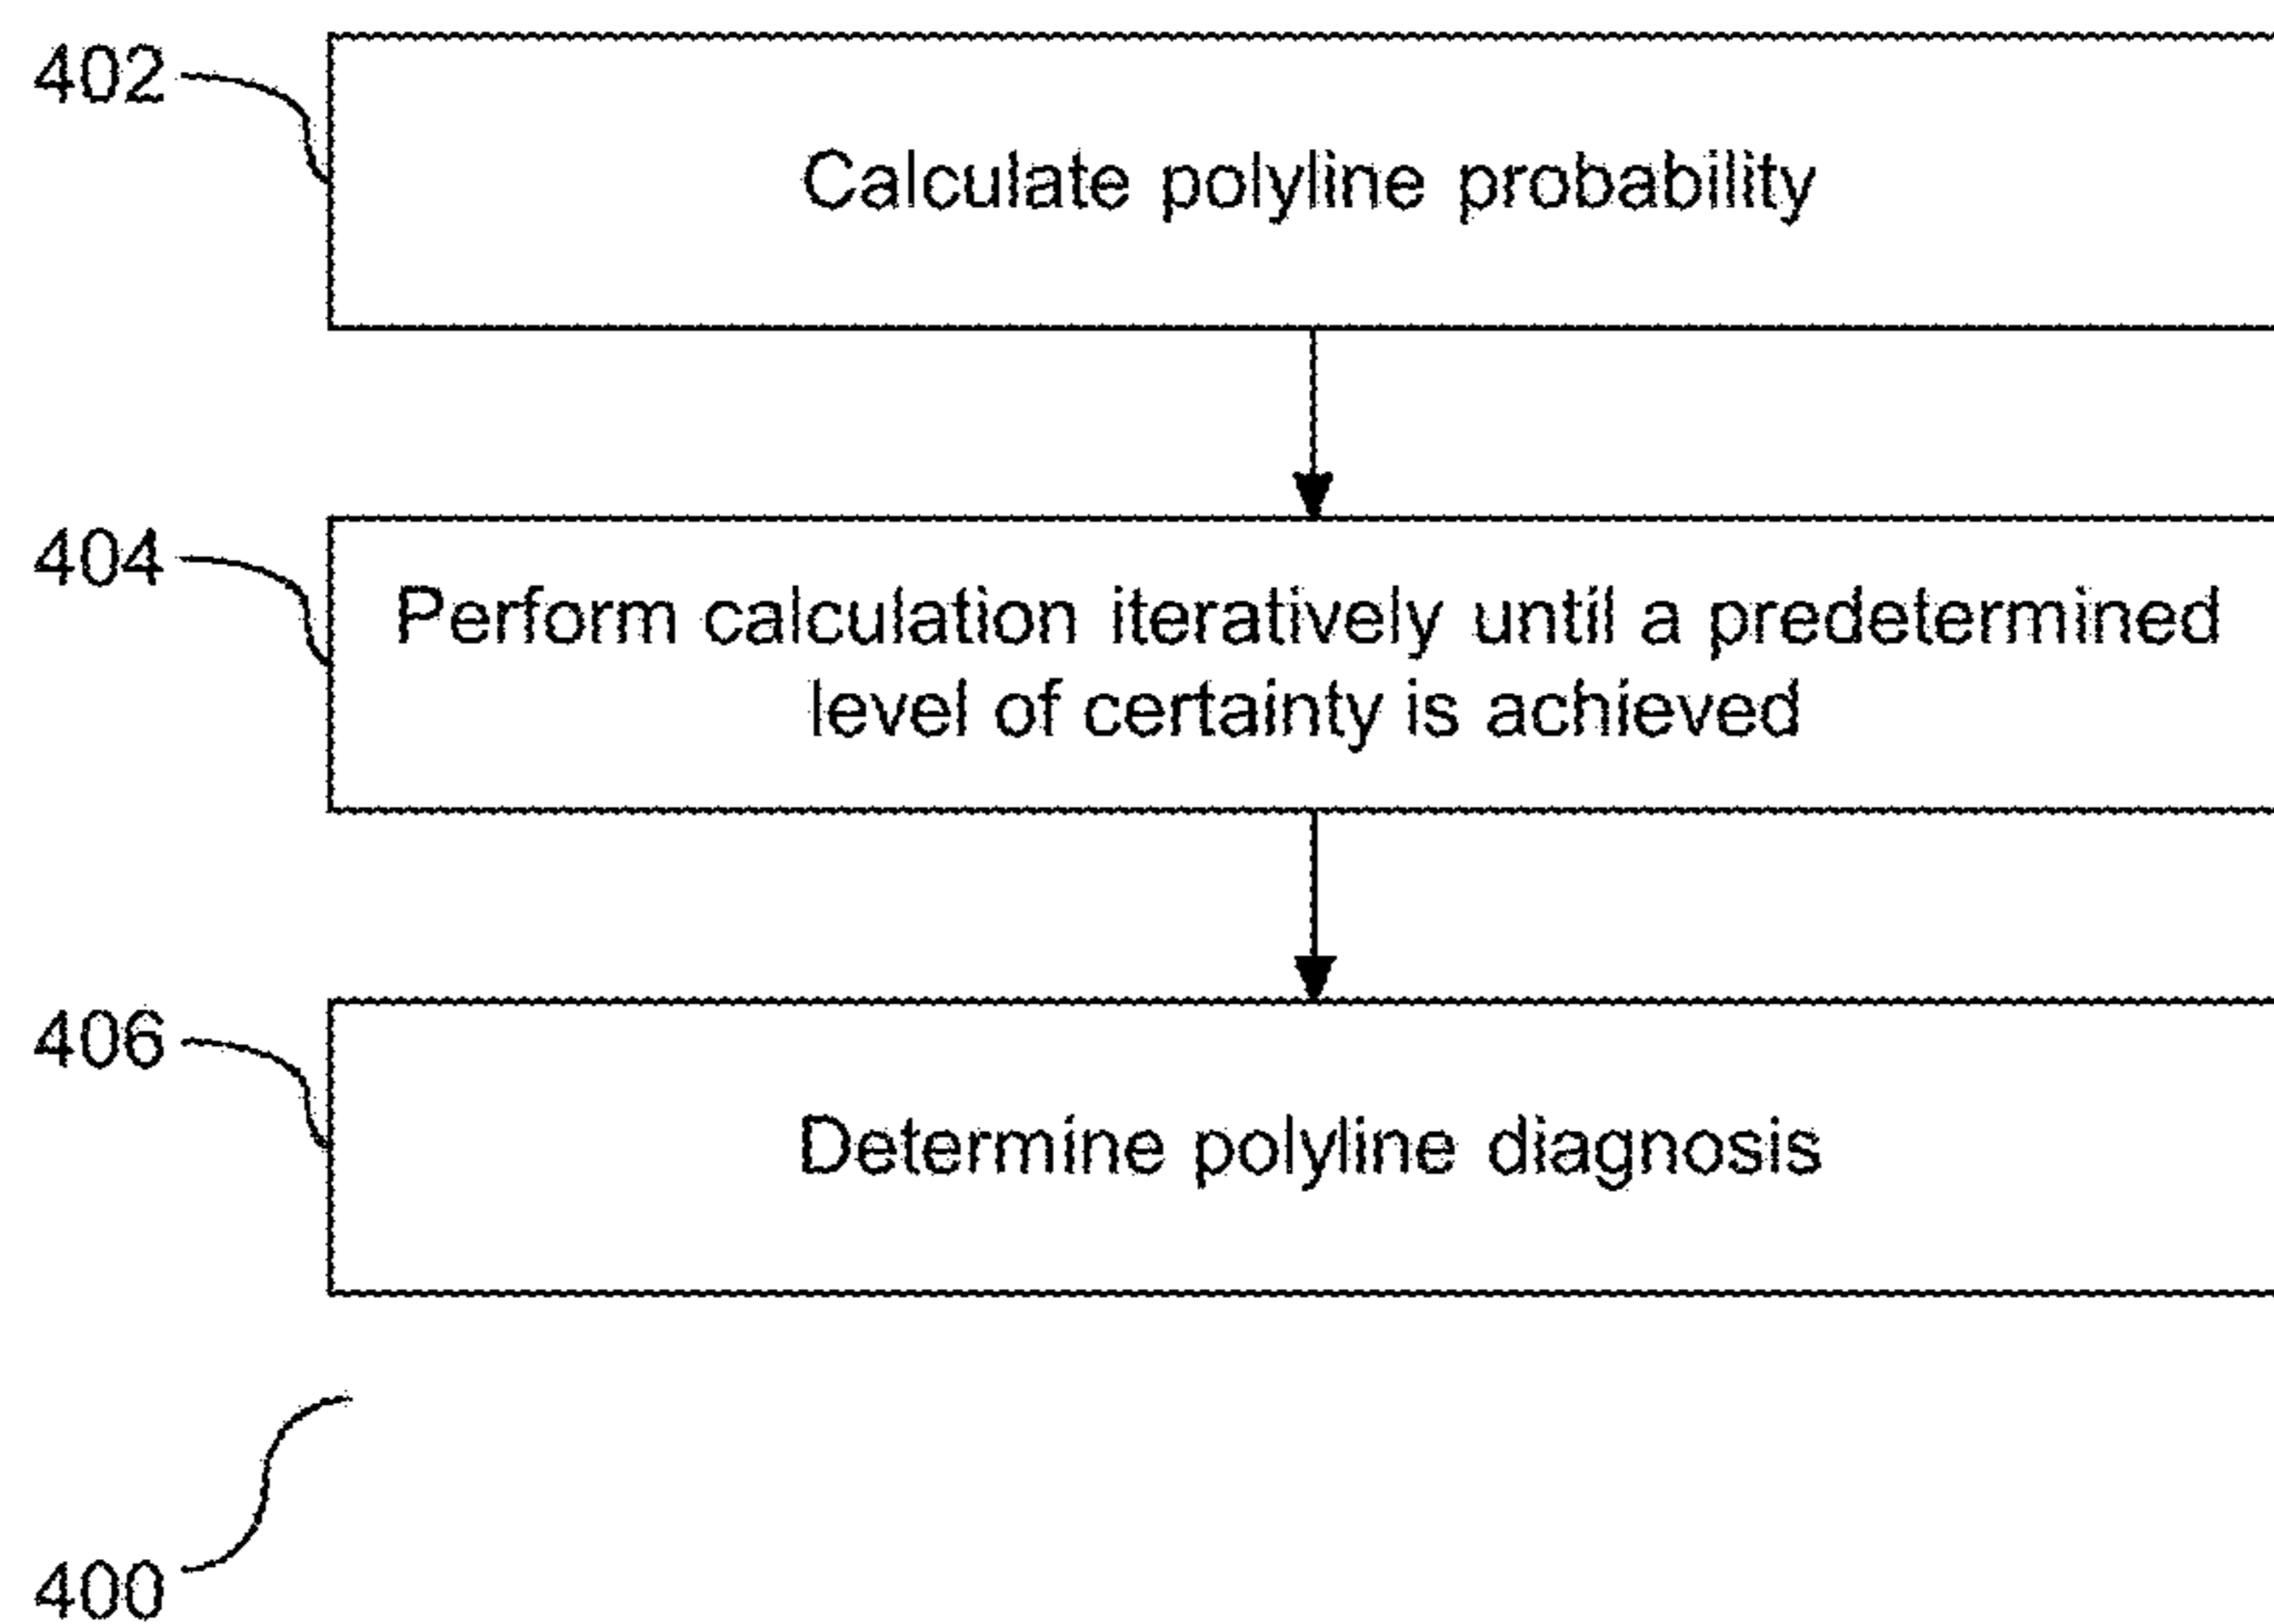 402
Calculate polyline probability
404
Perform calculation iteratively until a predetermined
level of certainty is achieved
406
Determine polyline diagnosis
400